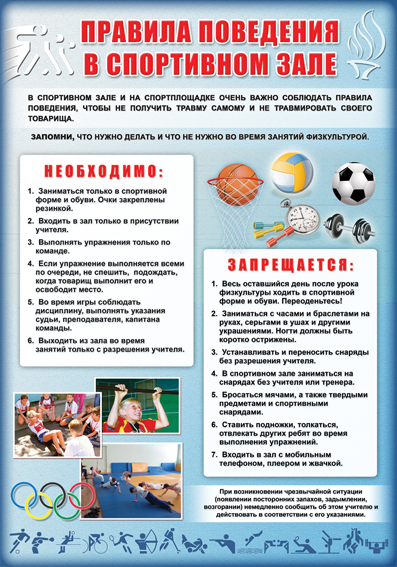 ПРАВИЛА ПОВЕДЕНИЯ
В СПОРТИВНОМ ЗАЛЕ
В СПОРТИВНОМ ЗАЛЕ И НА СПОРТПЛОЩАДКЕ ОЧЕНЬ ВАЖНО СОБЛЮДАТЬ ПРАВИЛА
ПОВЕДЕНИЯ, ЧТОБЫ НЕ ПОЛУЧИТЬ ТРАВМУ САМОМУ И НЕ ТРАВМИРОВАТЬ СВОЕГО
ТОВАРИЩА.
ЗАПОМНИ, ЧТО НУЖНО ДЕЛАТЬ И ЧТО НЕ НУЖНО ВО ВРЕМЯ ЗАНЯТИЙ ФИЗКУЛЬТУРОЙ.
НЕОБХОДИМО:
1. Заниматься только в спортивной
форме и обуви. Очки закреплены
резинкой.
2. Входить в зал только в присутствии
учителя.
3. Выполнять упражнения только по
команде.
4. Если упражнение выполняется всеми
по очереди, не спешить, подождать,
когда товарищ выполнит его и
освободит место.
5. Во время игры соблюдать
дисциплину, выполнять указания
судьи, преподавателя, капитана
команды.
6. Выходить из зала во время
занятий только с разрешения учителя.
ЗАПРЕЩАЕТСЯ:
1. Весь оставшийся день после урока
физкультуры ходить в спортивной
форме и обуви. Переоденьтесь!
2. Заниматься с часами и браслетами на
руках, серьгами в ушах и другими
украшениями. Ногти должны быть
коротко острижены.
3. Устанавливать и переносить снаряды
без разрешения учителя.
4. В спортивном зале заниматься на
снарядах без учителя или тренера.
5. Бросаться мячами, а также твердыми
предметами и спортивными
снарядами.
6. Ставить подножки, толкаться,
отвлекать других ребят во время
выполнения упражнений.
7. Входить в зал с мобильным
телефоном, плеером и жвачкой.
При возникновении чрезвычайной ситуации
(появлении посторонних запахов, задымлении,
возгорании) немедленно сообщить об этом учителю и
действовать в соответствии с его указаниями.